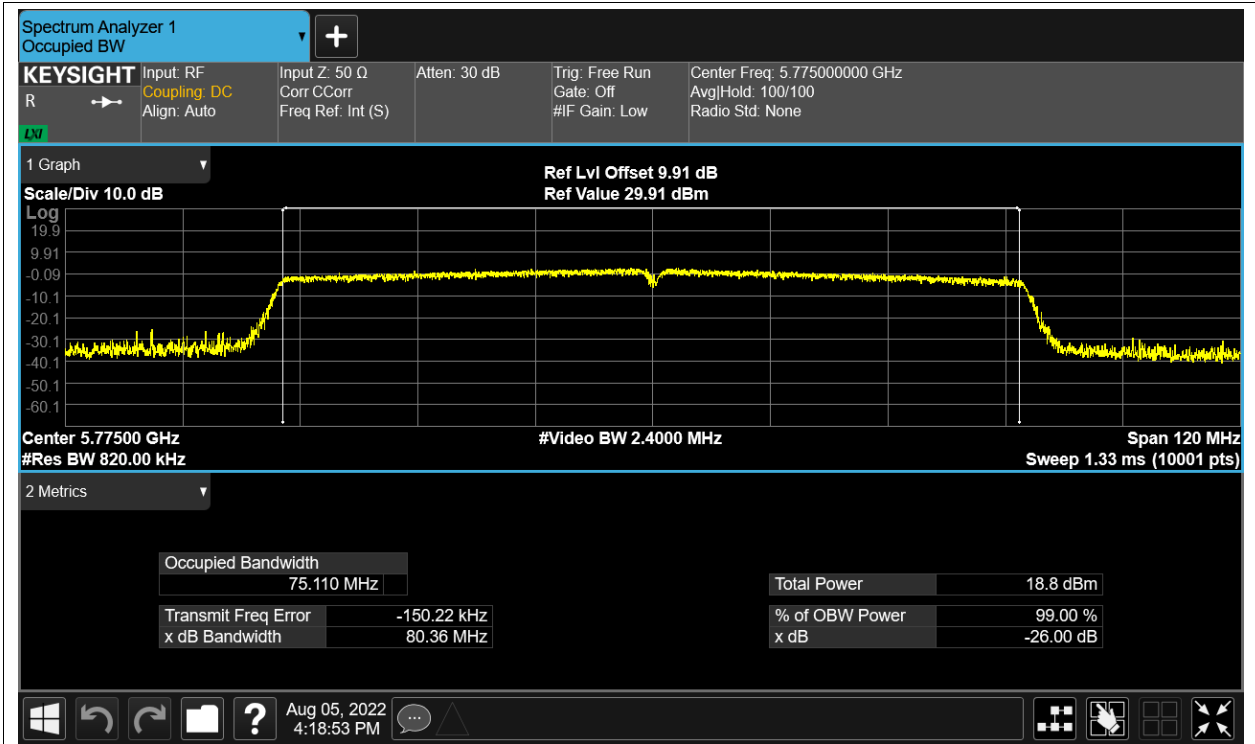 Spectrum Analyzer 1
Occupied BW
KEYSIGHT
R
LXI
Input: RF
Coupling: DC
Align: Auto
Input Z: 50 Ω
Corr CCorr
Freq Ref: Int (S)
Atten: 30 dB
Trig: Free Run
Gate: Off
#IF Gain: Low
Center Freq: 5.775000000 GHz
Avg|Hold: 100/100
Radio Std: None
1 Graph
Scale/Div 10.0 dB
Ref Lvl Offset 9.91 dB
Ref Value 29.91 dBm
Log
19.9
9.91
-0.09
-10.1
-20.1
-30.1
-40.1
-50.1
-60.1
Center 5.77500 GHz
#Video BW 2.4000 MHz
Span 120 MHz
#Res BW 820.00 kHz
Sweep 1.33 ms (10001 pts)
2 Metrics
Occupied Bandwidth
75.110 MHz
Transmit Freq Error -150.22 kHz
x dB Bandwidth 80.36 MHz
Total Power 18.8 dBm
% of OBW Power 99.00 %
x dB -26.00 dB
?
Aug 05, 2022
4:18:53 PM